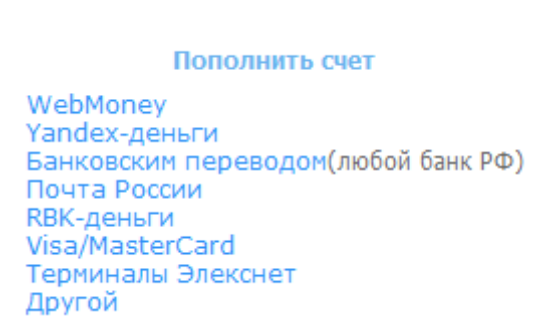 Пополнить счет
WebMoney
Yandex-деньги
Банковским переводом(любой банк РФ)
Почта России
RBK-деньги
Visa/MasterCard
Терминалы Элекснет
Другой